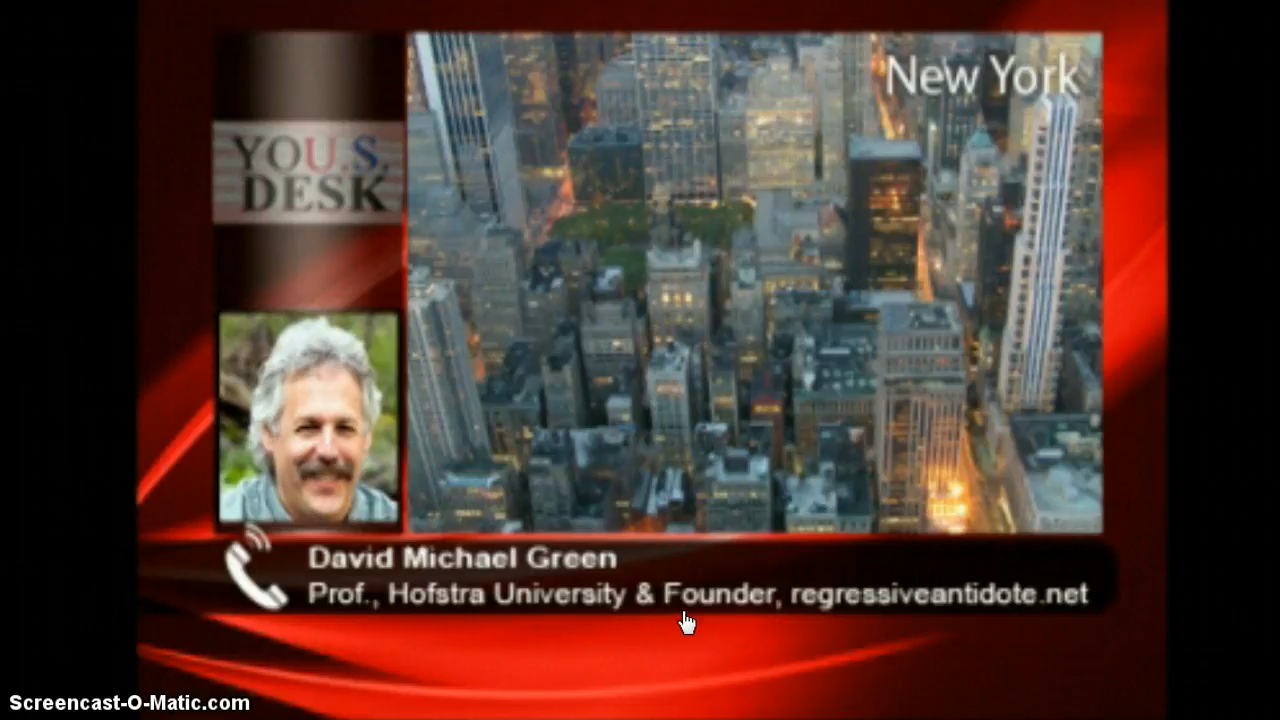 New York
YOU.S.
DESK
David Michael Green
Prof., Hofstra University & Founder, regressiveantidote.net
Screencast-O-Matic.com